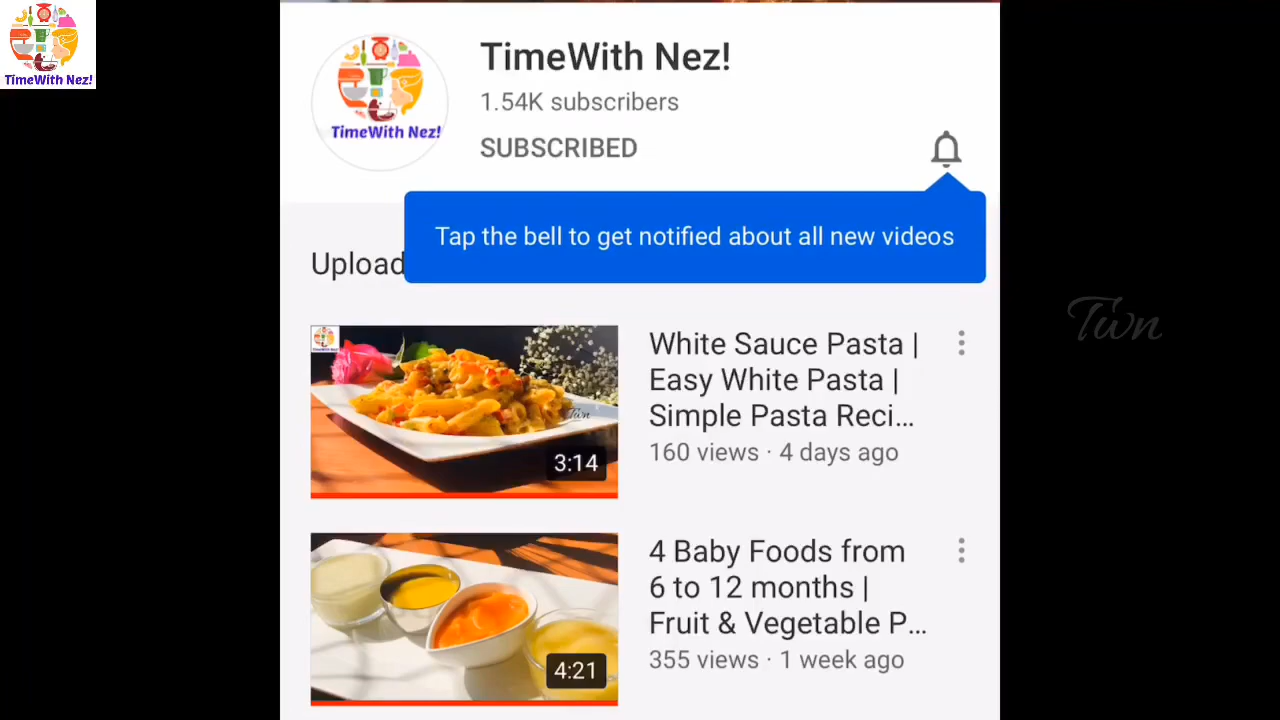 TimeWith Nez!
TimeWith Nez!
TimeWith Nez!
1.54K subscribers
SUBSCRIBED
Tap the bell to get notified about all new videos
Upload
White Sauce Pasta |
Easy White Pasta |
Simple Pasta Reci...
160 views · 4 days ago
3:14
Twn
Twn
4 Baby Foods from
6 to 12 months |
Fruit & Vegetable P...
355 views · 1 week ago
4:21